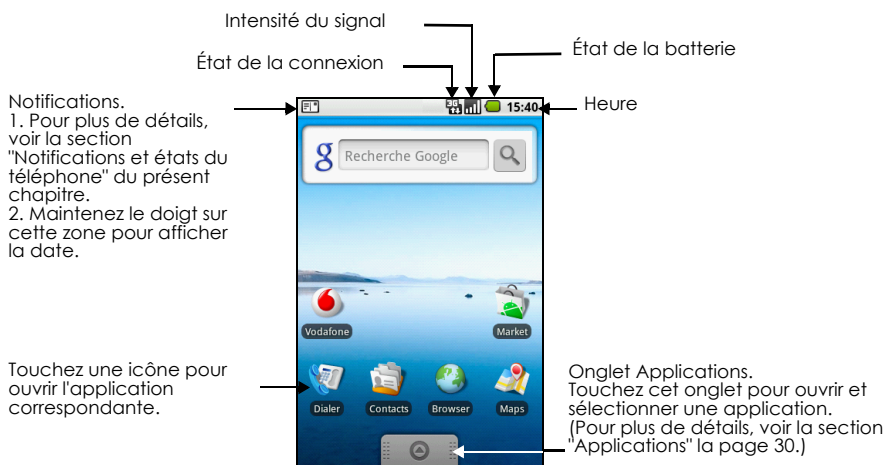 Intensité du signal
État de la connexion
État de la batterie
Heure
Notifications.
1. Pour plus de détails,
voir la section
"Notifications et états du
téléphone" du présent
chapitre.
2. Maintenez le doigt sur
cette zone pour afficher
la date.
3G
15:40
g
Recherche Google
Vodafone
Market
Touchez une icône pour
ouvrir l'application
correspondante.
Dialer
Contacts
Browser
Maps
Onglet Applications.
Touchez cet onglet pour ouvrir et
sélectionner une application.
(Pour plus de détails, voir la section
"Applications" la page 30.)